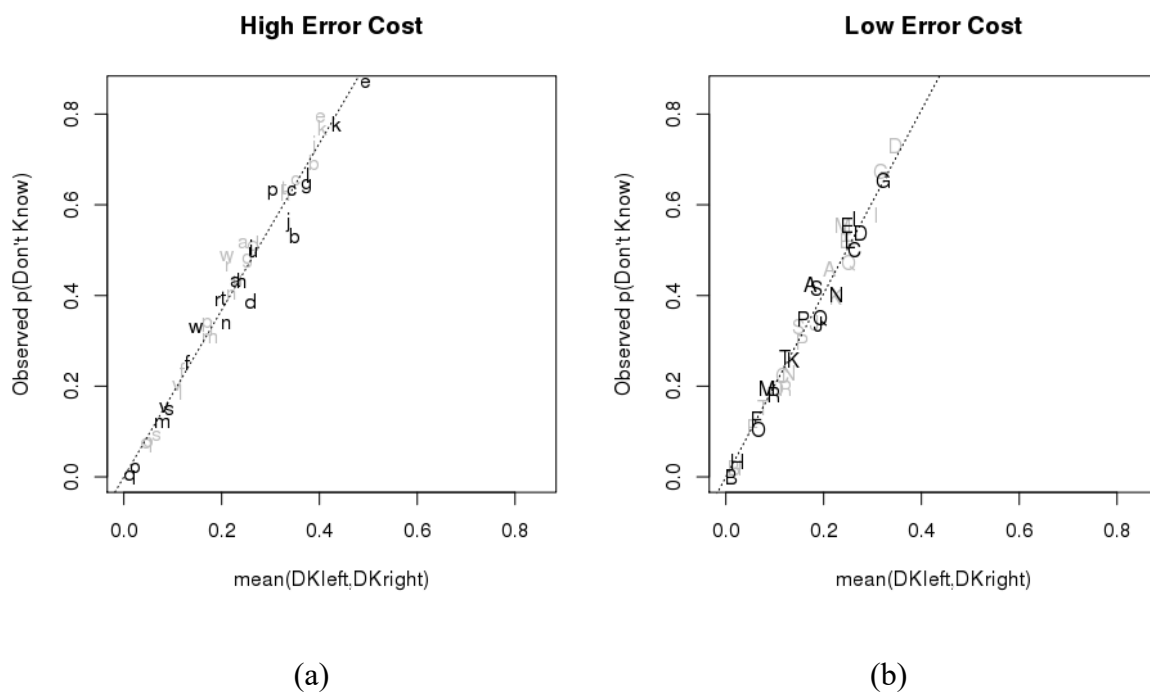 High Error Cost
Low Error Cost
Observed p(Don't Know)
0.0 0.2 0.4 0.6 0.8
0.0 0.2 0.4 0.6 0.8
mean(DKleft,DKright)
Observed p(Don't Know)
0.0 0.2 0.4 0.6 0.8
0.0 0.2 0.4 0.6 0.8
mean(DKleft,DKright)
(a)
(b)